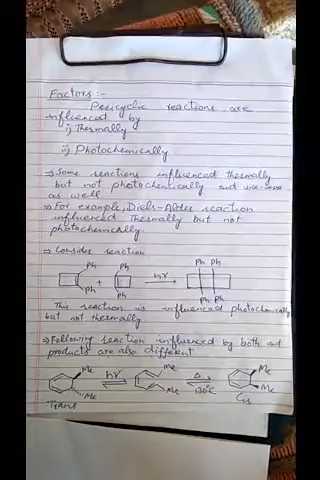 Factors :-
Pericyclic reactions are
influenced by
i) Thermally
ii) Photochemically
⇒ Some reactions influenced thermally
but not photochemically and vice-versa
as well
⇒ For example, Diels-Alder reaction
influenced Thermally but not
photochemically.
⇒ Consider reaction
Ph Ph Ph Ph
+ hν
Ph Ph Ph Ph
This reaction is influenced photochemically
but not thermally
⇒ Following reaction influenced by both and
products are also different
Me Me Me
hν Δ
Me Me 130°C Me
Trans Cis